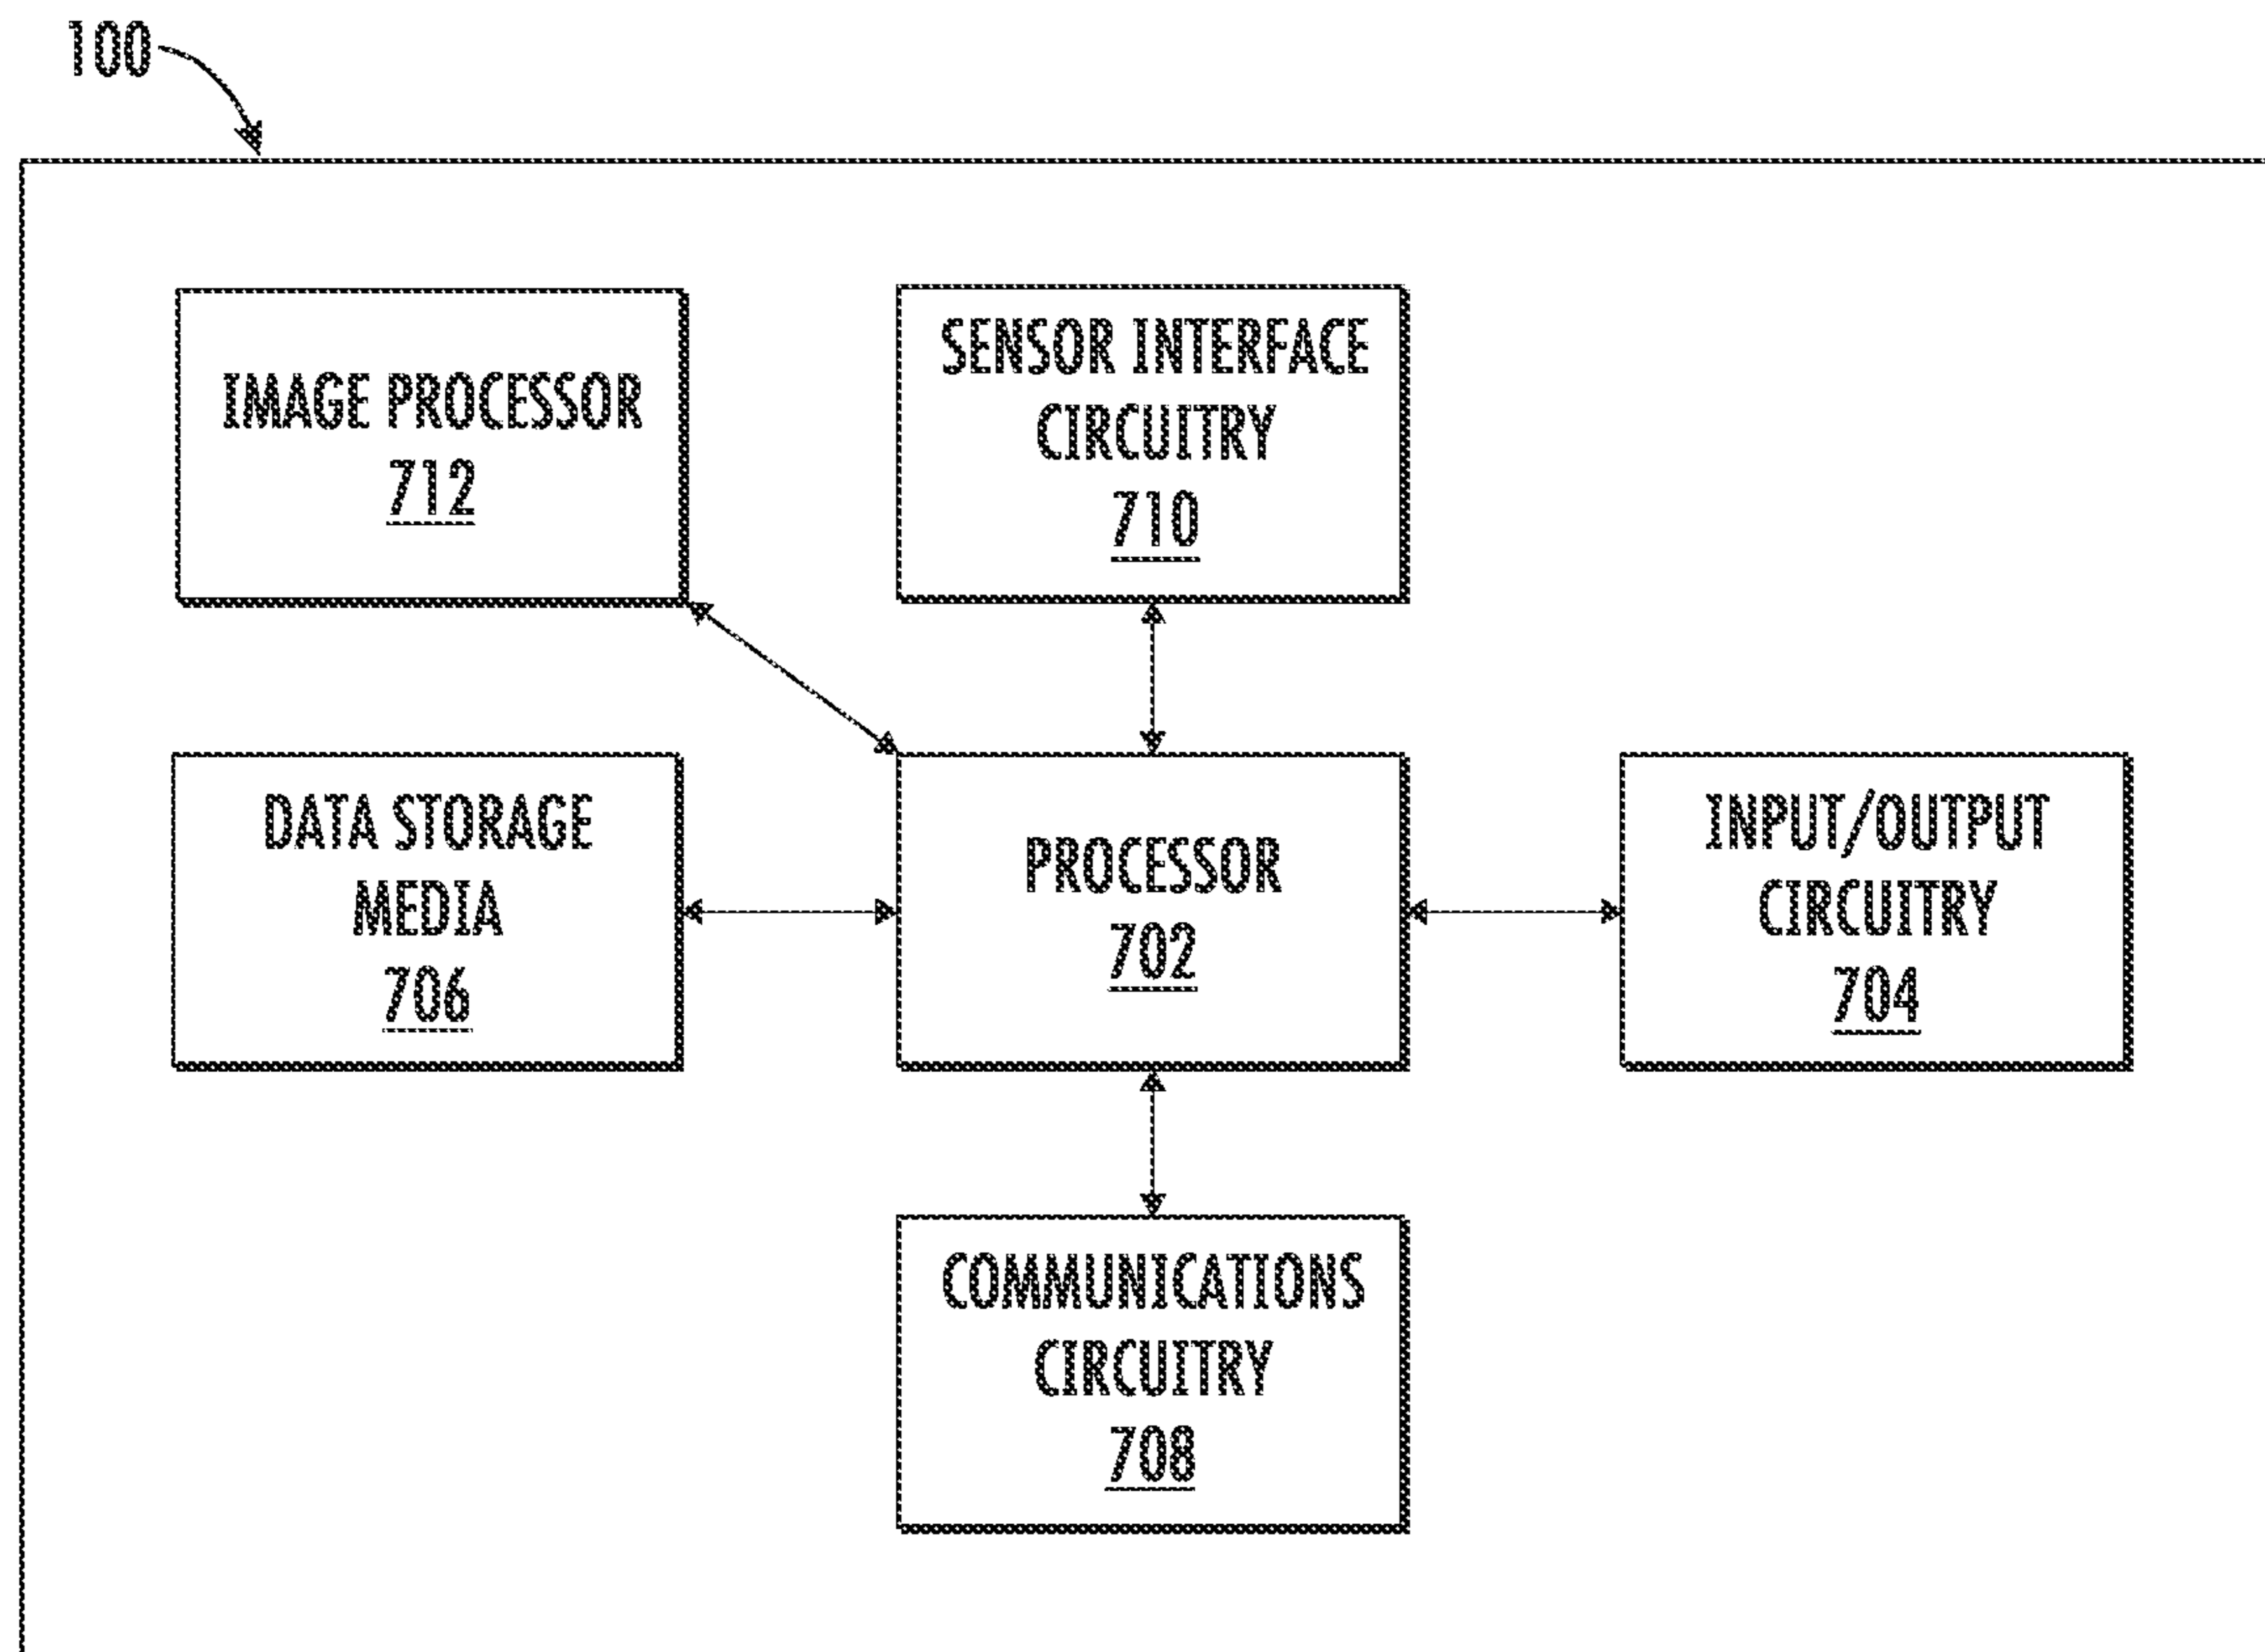 100
IMAGE PROCESSOR
712
SENSOR INTERFACE
CIRCUITRY
710
DATA STORAGE
MEDIA
706
PROCESSOR
702
INPUT/OUTPUT
CIRCUITRY
704
COMMUNICATIONS
CIRCUITRY
708